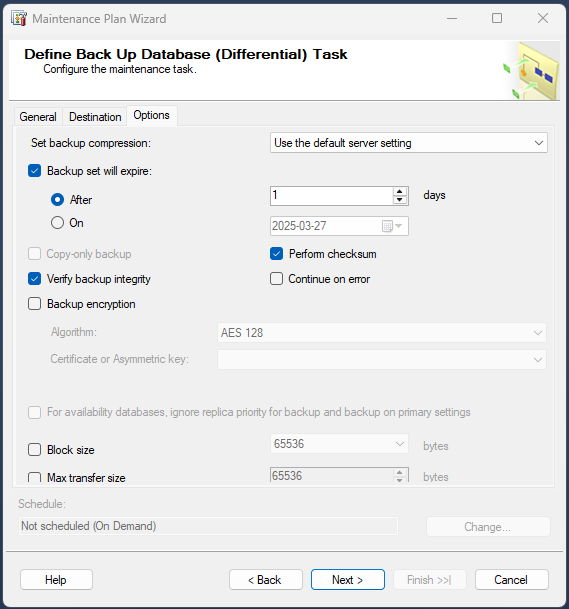 Maintenance Plan Wizard
Define Back Up Database (Differential) Task
Configure the maintenance task.
General Destination Options
Set backup compression: Use the default server setting
Backup set will expire:
After 1 days
On 2025-03-27
Copy-only backup Perform checksum
Verify backup integrity Continue on error
Backup encryption
Algorithm: AES 128
Certificate or Asymmetric key:
For availability databases, ignore replica priority for backup and backup on primary settings
Block size 65536 bytes
Max transfer size 65536 bytes
Schedule:
Not scheduled (On Demand) Change...
Help < Back Next > Finish >>| Cancel